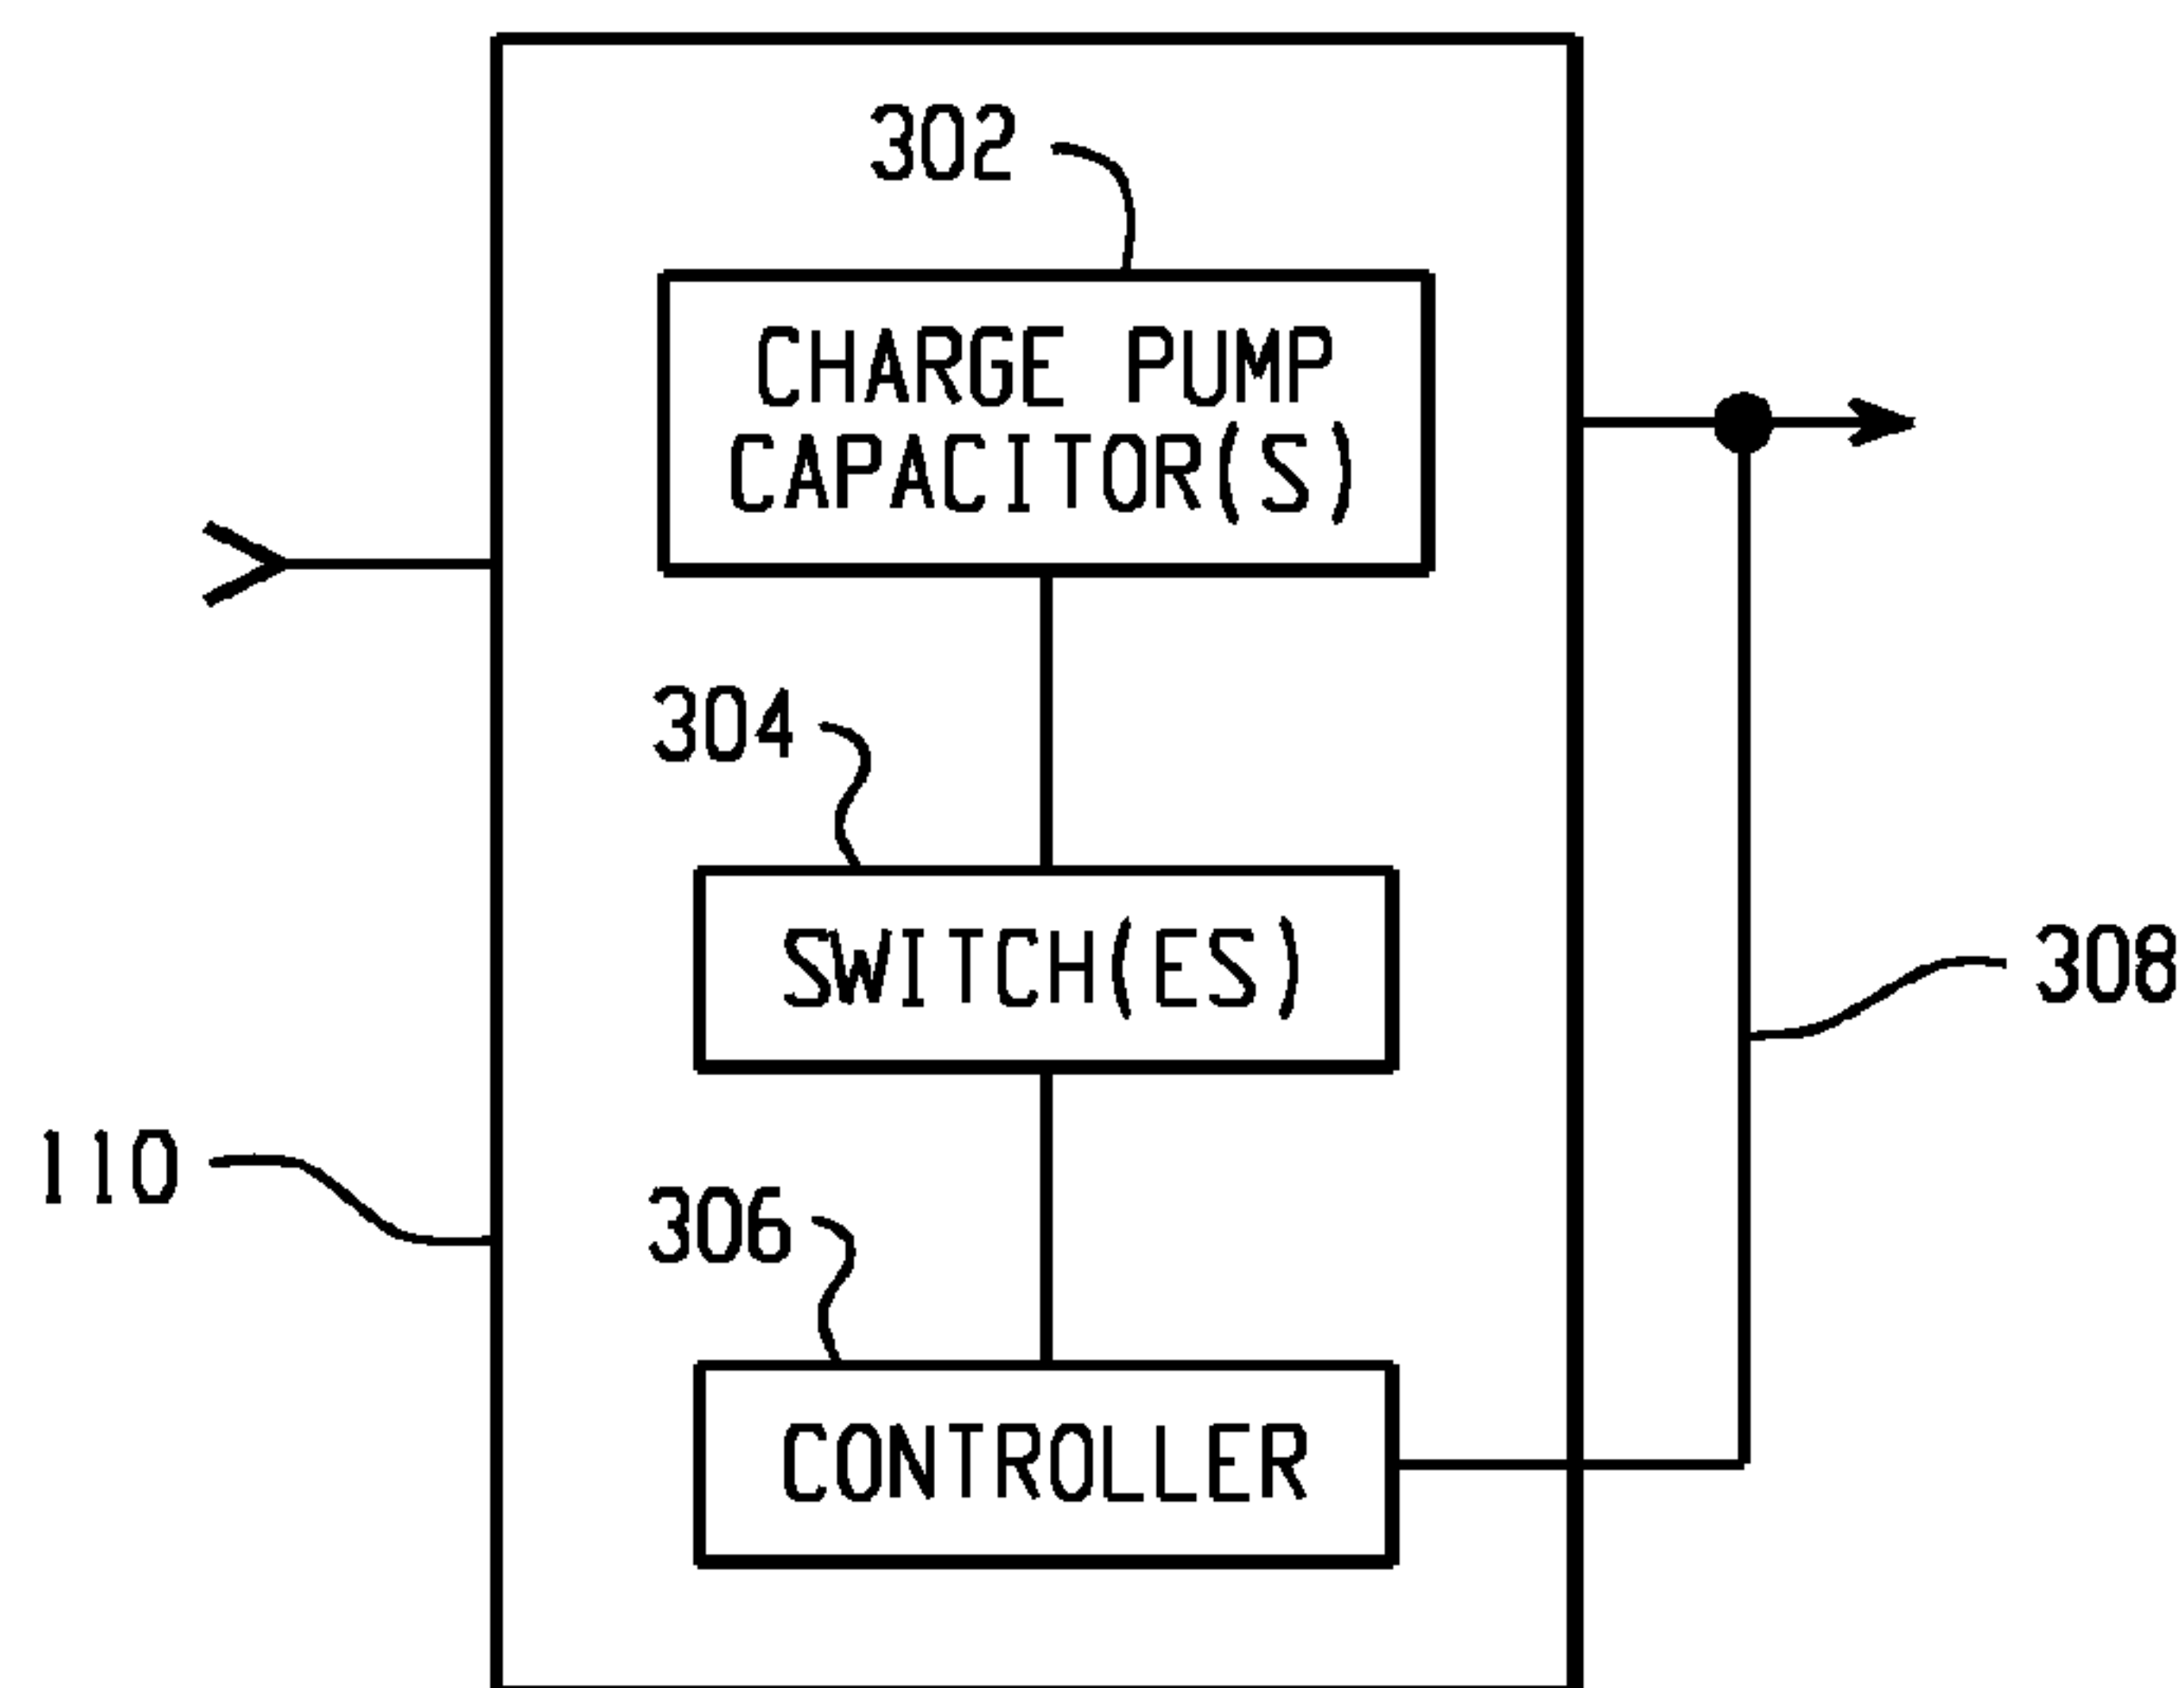 302
CHARGE PUMP
CAPACITOR(S)
304
SWITCH(ES)
308
110
306
CONTROLLER